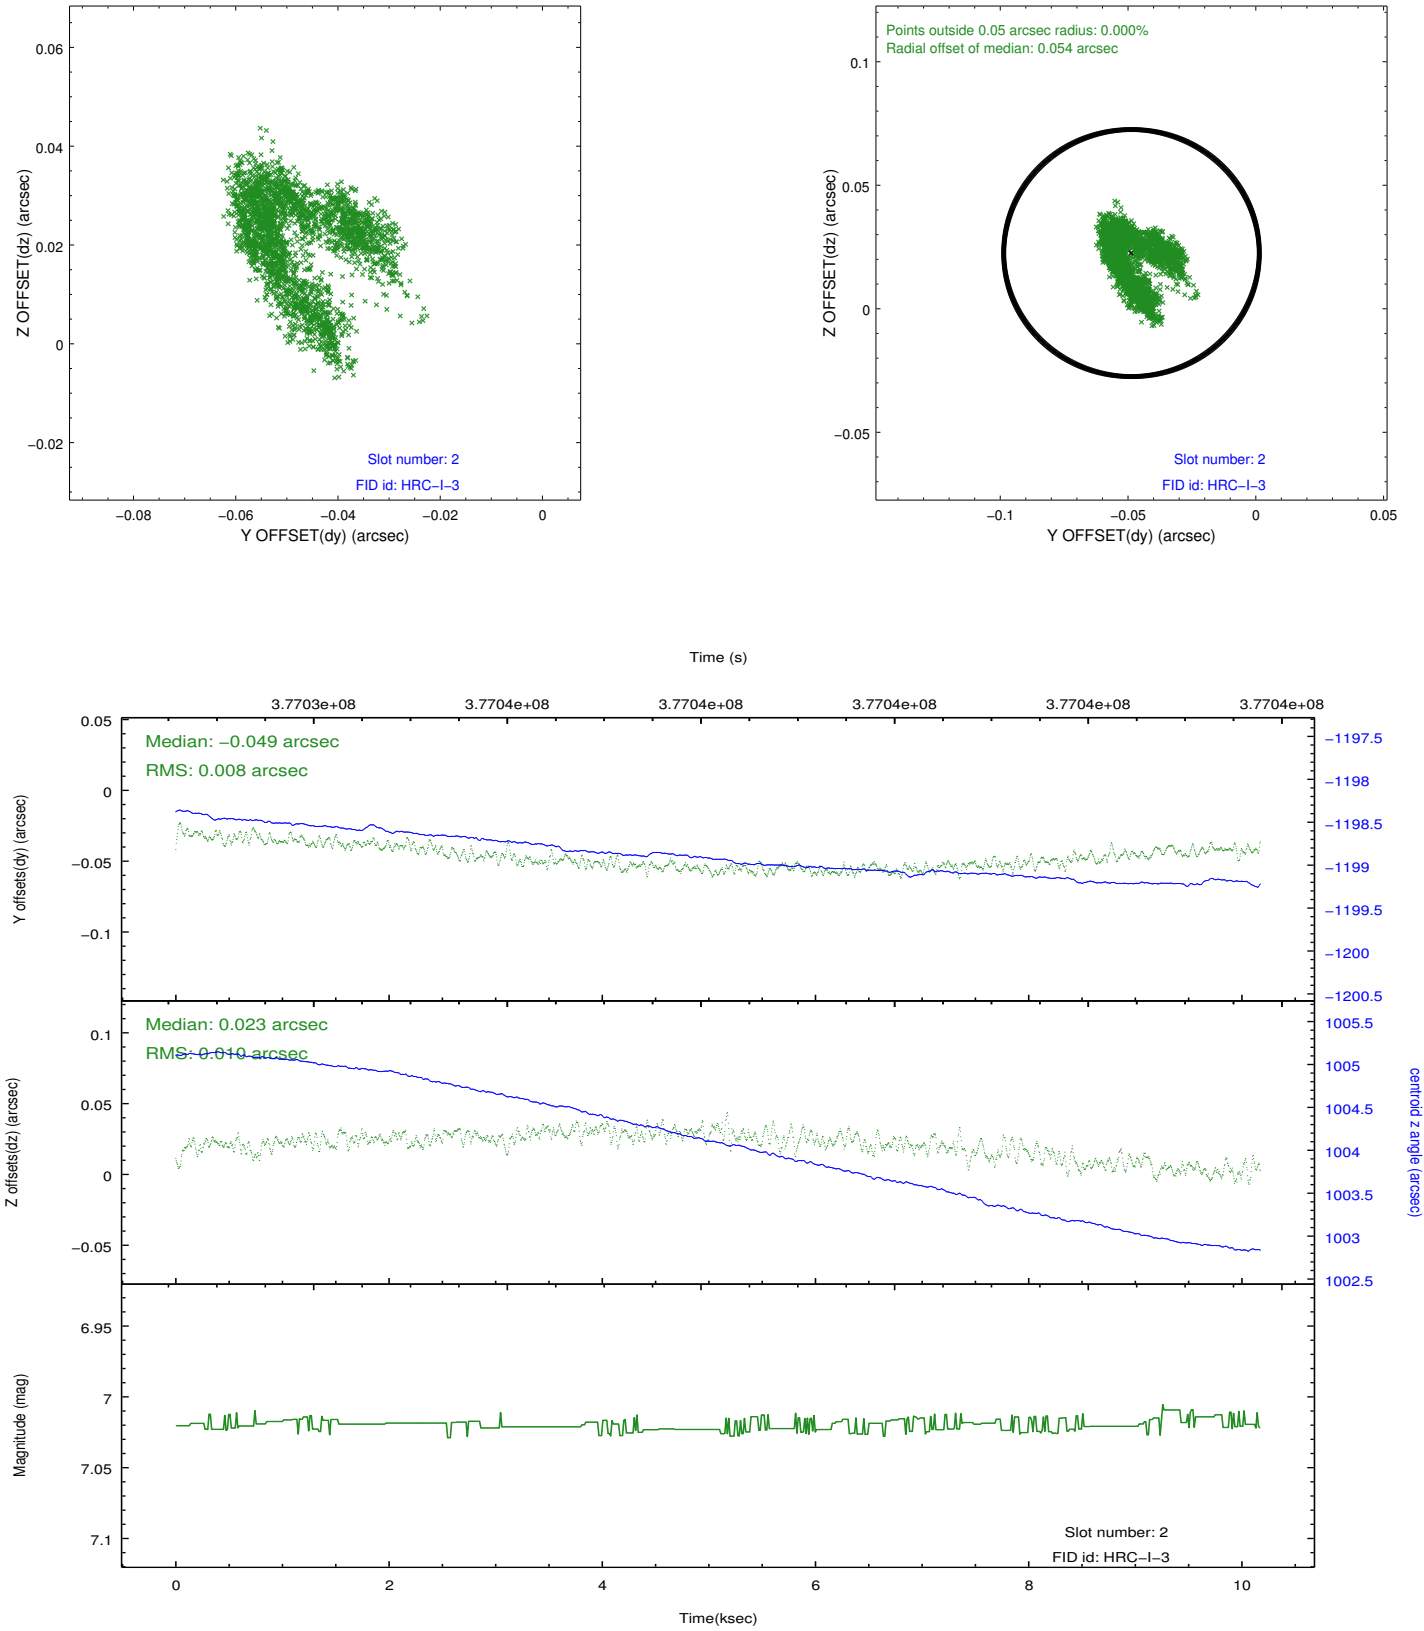 0.06
0.04
0.02
0
−0.02
Z OFFSET(dz) (arcsec)
Slot number: 2
FID id: HRC−I−3
−0.08
−0.06
−0.04
−0.02
0
Y OFFSET(dy) (arcsec)
Points outside 0.05 arcsec radius: 0.000%
Radial offset of median: 0.054 arcsec
0.1
0.05
0
−0.05
Z OFFSET(dz) (arcsec)
Slot number: 2
FID id: HRC−I−3
−0.1
−0.05
0
0.05
Y OFFSET(dy) (arcsec)
Time (s)
3.7703e+08
3.7704e+08
3.7704e+08
3.7704e+08
3.7704e+08
3.7704e+08
Median: −0.049 arcsec
RMS: 0.008 arcsec
0.05
0
−0.05
−0.1
Y offsets(dy) (arcsec)
−1197.5
−1198
−1198.5
−1199
−1199.5
−1200
−1200.5
Median: 0.023 arcsec
RMS: 0.010 arcsec
0.1
0.05
0
−0.05
Z offsets(dz) (arcsec)
1005.5
1005
1004.5
1004
1003.5
1003
1002.5
centroid z angle (arcsec)
6.95
7
7.05
7.1
Magnitude (mag)
Slot number: 2
FID id: HRC−I−3
0
2
4
6
8
10
Time(ksec)